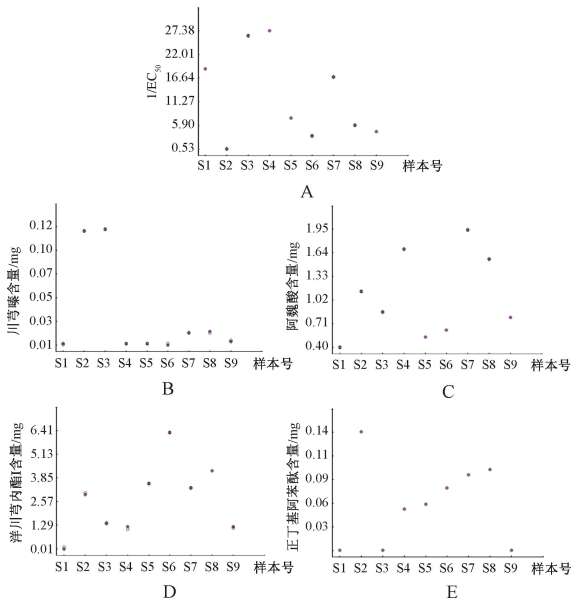 1/EC50
27.38
22.01
16.64
11.27
5.90
0.53
S1 S2 S3 S4 S5 S6 S7 S8 S9 样本号
A
川芎嗪含量/mg
0.12
0.10
0.07
0.05
0.03
0.01
S1 S2 S3 S4 S5 S6 S7 S8 S9 样本号
B
阿魏酸含量/mg
1.95
1.64
1.33
1.02
0.71
0.40
S1 S2 S3 S4 S5 S6 S7 S8 S9 样本号
C
洋川芎内酯I含量/mg
6.41
5.13
3.85
2.57
1.29
0.01
S1 S2 S3 S4 S5 S6 S7 S8 S9 样本号
D
正丁基阿苯酞含量/mg
0.14
0.11
0.09
0.06
0.03
S1 S2 S3 S4 S5 S6 S7 S8 S9 样本号
E